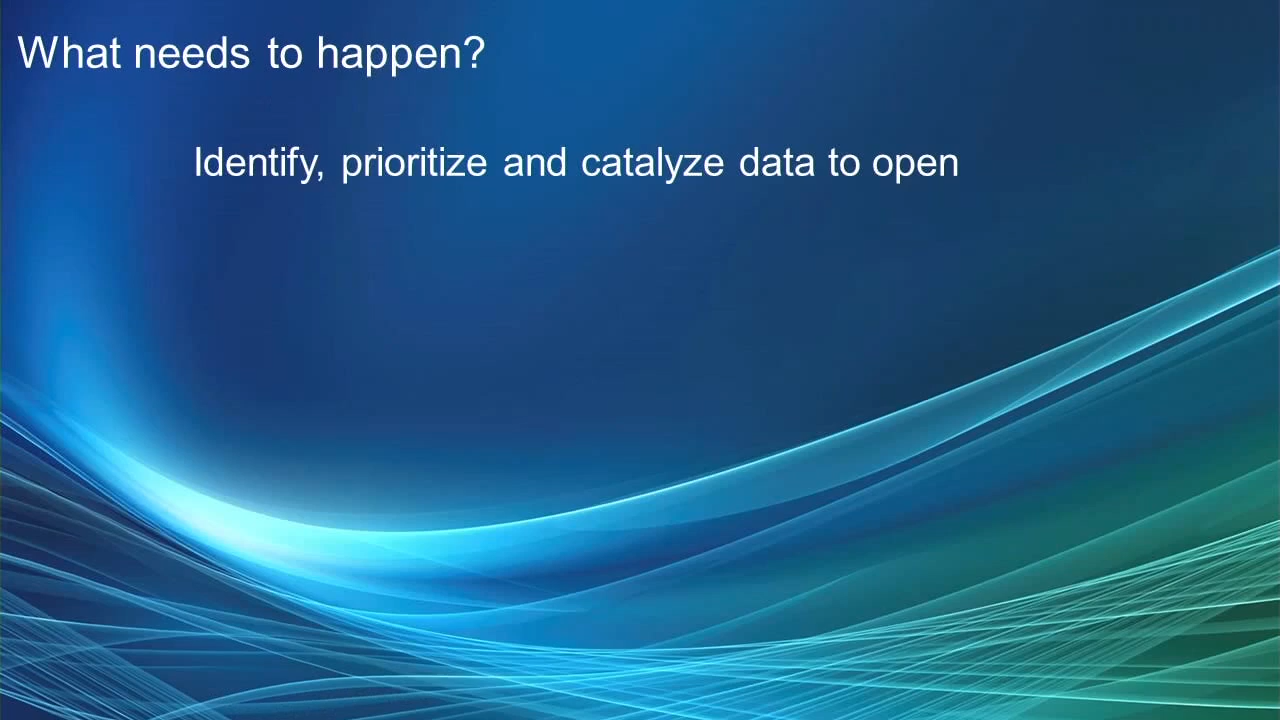 What needs to happen?
Identify, prioritize and catalyze data to open